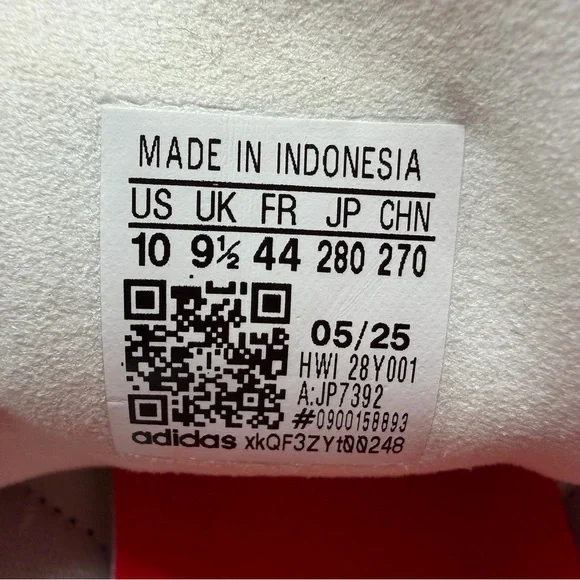 MADE IN INDONESIA
US UK FR JP CHN
10 9½ 44 280 270
05/25
HWI 28Y001
A:JP7392
#0900158893
adidas xkQF3ZYt00248